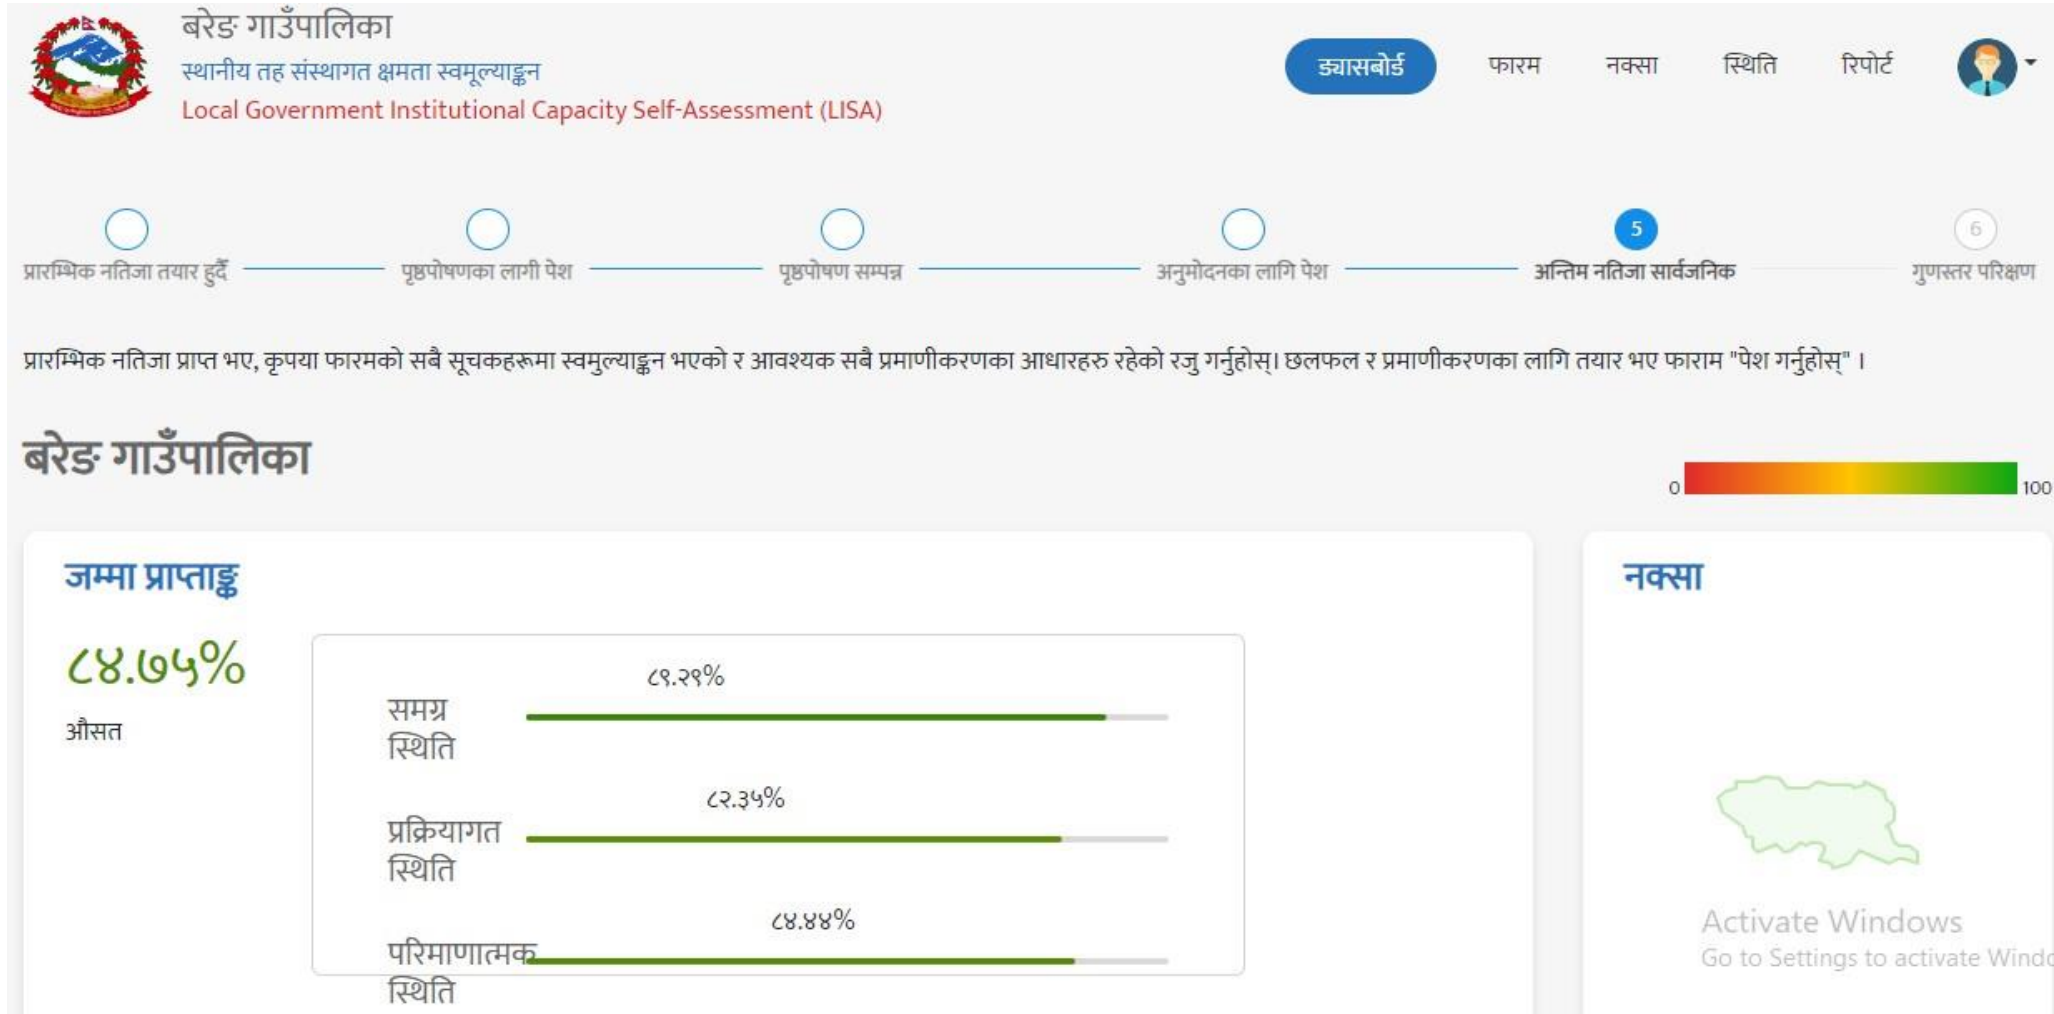 बरेङ गाउँपालिका
स्थानीय तह संस्थागत क्षमता स्वमूल्याङ्कन
Local Government Institutional Capacity Self-Assessment (LISA)
ड्यासबोर्ड फारम नक्सा स्थिति रिपोर्ट
5 6
प्रारम्भिक नतिजा तयार हुदैँ पृष्ठपोषणका लागी पेश पृष्ठपोषण सम्पन्न अनुमोदनका लागि पेश अन्तिम नतिजा सार्वजनिक गुणस्तर परिक्षण
प्रारम्भिक नतिजा प्राप्त भए, कृपया फारमको सबै सूचकहरूमा स्वमुल्याङ्कन भएको र आवश्यक सबै प्रमाणीकरणका आधारहरु रहेको रजु गर्नुहोस्। छलफल र प्रमाणीकरणका लागि तयार भए फाराम "पेश गर्नुहोस्" ।
बरेङ गाउँपालिका
0 100
जम्मा प्राप्ताङ्क
८४.७५%
औसत
८९.२९%
समग्र
स्थिति
८२.३५%
प्रक्रियागत
स्थिति
८४.४४%
परिमाणात्मक
स्थिति
नक्सा
Activate Windows
Go to Settings to activate Windo